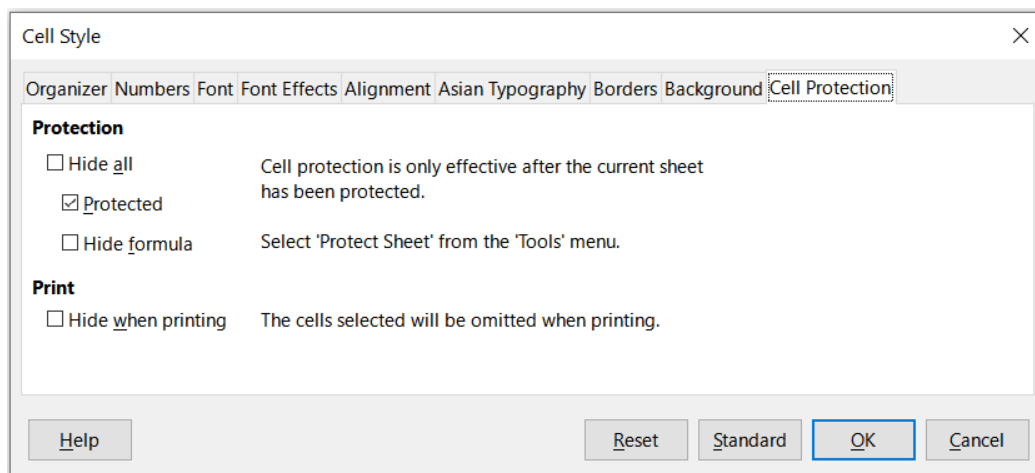 Cell Style
Organizer Numbers Font Font Effects Alignment Asian Typography Borders Background Cell Protection
Protection
Hide all
Cell protection is only effective after the current sheet
has been protected.
Protected
Hide formula
Select 'Protect Sheet' from the 'Tools' menu.
Print
Hide when printing
The cells selected will be omitted when printing.
Help Reset Standard OK Cancel